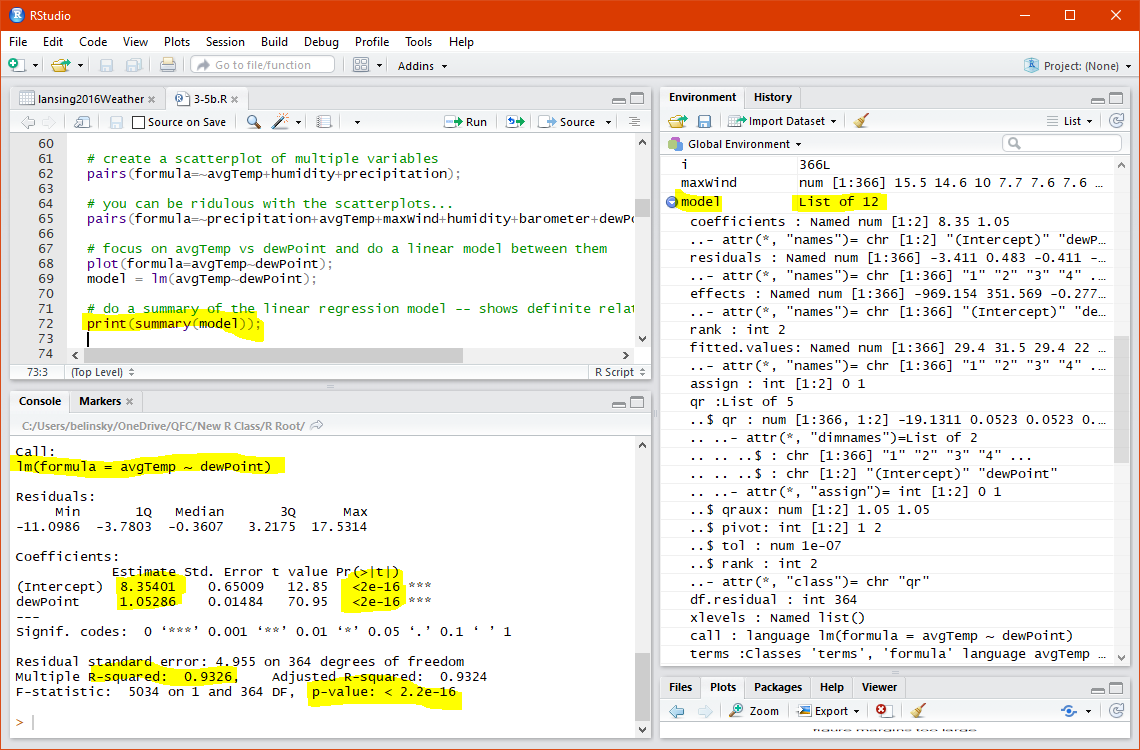 RStudio
File Edit Code View Plots Session Build Debug Profile Tools Help
Go to file/function Addins Project: (None)
lansing2016Weather 3-5b.R
Source on Save Run Source
60
61 # create a scatterplot of multiple variables
62 pairs(formula=~avgTemp+humidity+precipitation);
63
64 # you can be ridulous with the scatterplots...
65 pairs(formula=~precipitation+avgTemp+maxWind+humidity+barometer+dewPo
66
67 # focus on avgTemp vs dewPoint and do a linear model between them
68 plot(formula=avgTemp~dewPoint);
69 model = lm(avgTemp~dewPoint);
70
71 # do a summary of the linear regression model -- shows definite relat
72 print(summary(model));
73
74
73:3 (Top Level) R Script
Console Markers
C:/Users/belinsky/OneDrive/QFC/New R Class/R Root/
Call:
lm(formula = avgTemp ~ dewPoint)
Residuals:
Min 1Q Median 3Q Max
-11.0986 -3.7803 -0.3607 3.2175 17.5314
Coefficients:
Estimate Std. Error t value Pr(>|t|)
(Intercept) 8.35401 0.65009 12.85 <2e-16 ***
dewPoint 1.05286 0.01484 70.95 <2e-16 ***
---
Signif. codes: 0 ‘***’ 0.001 ‘**’ 0.01 ‘*’ 0.05 ‘.’ 0.1 ‘ ’ 1
Residual standard error: 4.955 on 364 degrees of freedom
Multiple R-squared: 0.9326, Adjusted R-squared: 0.9324
F-statistic: 5034 on 1 and 364 DF, p-value: < 2.2e-16
>
Environment History
Import Dataset List
Global Environment
i 366L
maxWind num [1:366] 15.5 14.6 10 7.7 7.6 7.6 ...
model List of 12
coefficients : Named num [1:2] 8.35 1.05
..- attr(*, "names")= chr [1:2] "(Intercept)" "dewP…
residuals : Named num [1:366] -3.411 0.483 -0.411 -…
..- attr(*, "names")= chr [1:366] "1" "2" "3" "4" ...
effects : Named num [1:366] -969.154 351.569 -0.277…
..- attr(*, "names")= chr [1:366] "(Intercept)" "de…
rank : int 2
fitted.values: Named num [1:366] 29.4 31.5 29.4 22 ...
..- attr(*, "names")= chr [1:366] "1" "2" "3" "4" ...
assign : int [1:2] 0 1
qr :List of 5
..$ qr : num [1:366, 1:2] -19.1311 0.0523 0.0523 0.…
.. ..- attr(*, "dimnames")=List of 2
.. .. ..$ : chr [1:366] "1" "2" "3" "4" ...
.. .. ..$ : chr [1:2] "(Intercept)" "dewPoint"
.. ..- attr(*, "assign")= int [1:2] 0 1
..$ qraux: num [1:2] 1.05 1.05
..$ pivot: int [1:2] 1 2
..$ tol : num 1e-07
..$ rank : int 2
..- attr(*, "class")= chr "qr"
df.residual : int 364
xlevels : Named list()
call : language lm(formula = avgTemp ~ dewPoint)
terms :Classes 'terms', 'formula' language avgTemp ...
Files Plots Packages Help Viewer
Zoom Export
figure margins too large